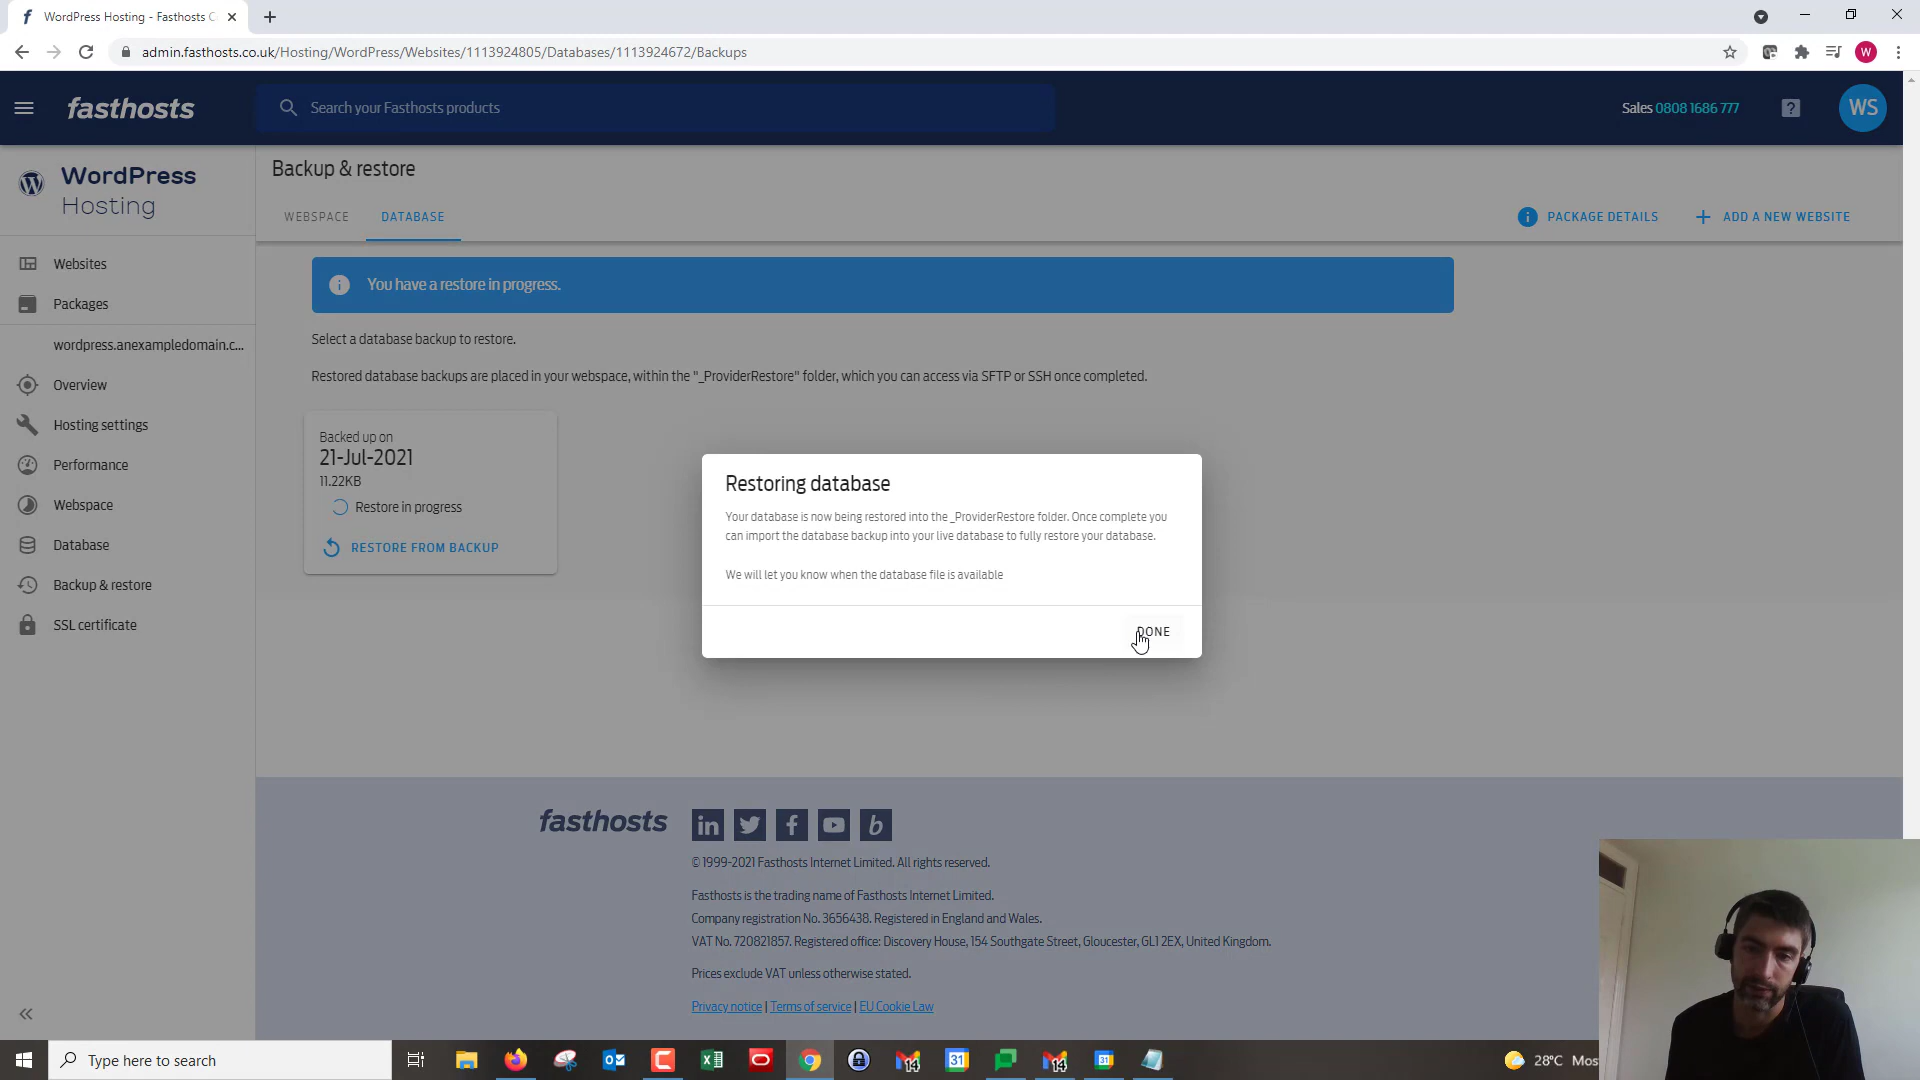 WordPress Hosting - Fasthosts C
admin.fasthosts.co.uk/Hosting/WordPress/Websites/1113924805/Databases/1113924672/Backups
W
fasthosts
Search your Fasthosts products
Sales 0808 1686 777
?
WS
WordPress
Hosting
Backup & restore
WEBSPACE
DATABASE
PACKAGE DETAILS
ADD A NEW WEBSITE
Websites
Packages
wordpress.anexampledomain.c...
Overview
Hosting settings
Performance
Webspace
Database
Backup & restore
SSL certificate
You have a restore in progress.
Select a database backup to restore.
Restored database backups are placed in your webspace, within the "_ProviderRestore" folder, which you can access via SFTP or SSH once completed.
Backed up on
21-Jul-2021
11.22KB
Restore in progress
RESTORE FROM BACKUP
Restoring database
Your database is now being restored into the _ProviderRestore folder. Once complete you
can import the database backup into your live database to fully restore your database.
We will let you know when the database file is available
DONE
fasthosts
© 1999-2021 Fasthosts Internet Limited. All rights reserved.
Fasthosts is the trading name of Fasthosts Internet Limited.
Company registration No. 3656438. Registered in England and Wales.
VAT No. 720821857. Registered office: Discovery House, 154 Southgate Street, Gloucester, GL1 2EX, United Kingdom.
Prices exclude VAT unless otherwise stated.
Privacy notice | Terms of service | EU Cookie Law
Type here to search
14
31
14
31
28°C Mos